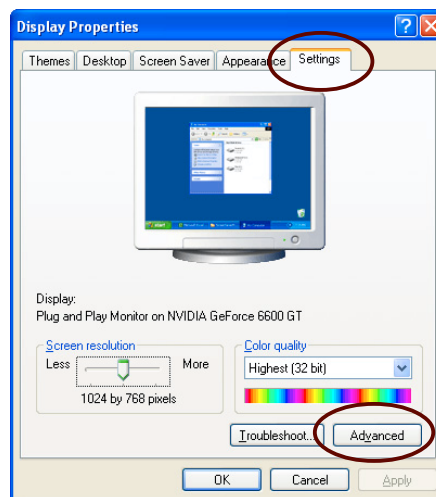 Display Properties
Themes Desktop Screen Saver Appearance Settings
Display:
Plug and Play Monitor on NVIDIA GeForce 6600 GT
Screen resolution
Less More
1024 by 768 pixels
Color quality
Highest (32 bit)
Troubleshoot... Advanced
OK Cancel Apply